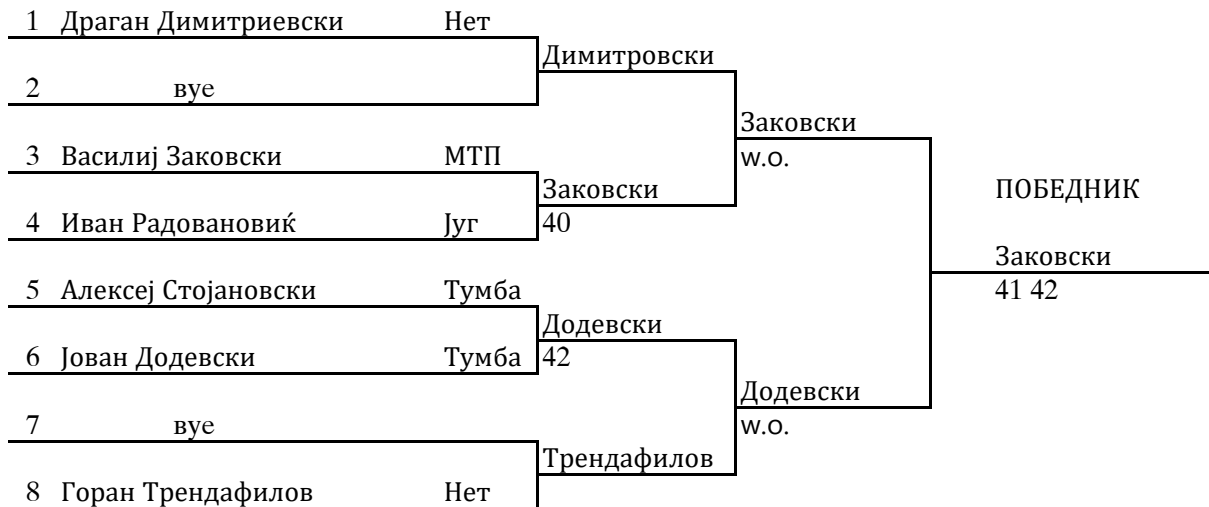 1 Драган Димитриевски Нет
Димитровски
2 вуе
Заковски
3 Василиј Заковски МТП w.o.
Заковски ПОБЕДНИК
4 Иван Радовановиќ Југ 40
Заковски
5 Алексеј Стојановски Тумба 41 42
Додевски
6 Јован Додевски Тумба 42
Додевски
7 вуе w.o.
Трендафилов
8 Горан Трендафилов Нет